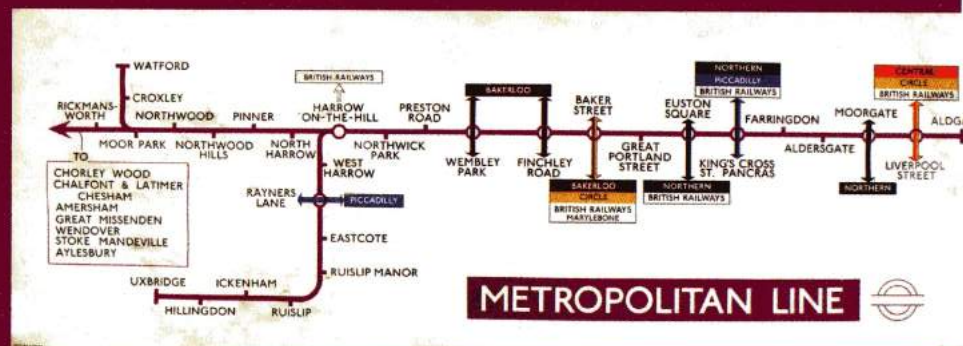 WATFORD
CROXLEY
RICKMANS-
WORTH
MOOR PARK
NORTHWOOD
NORTHWOOD
HILLS
PINNER
NORTH
HARROW
BRITISH RAILWAYS
HARROW
ON-THE-HILL
NORTHWICK
PARK
PRESTON
ROAD
BAKERLOO
WEMBLEY
PARK
FINCHLEY
ROAD
BAKER
STREET
BAKERLOO
CIRCLE
BRITISH RAILWAYS
MARYLEBONE
GREAT
PORTLAND
STREET
EUSTON
SQUARE
NORTHERN
BRITISH RAILWAYS
NORTHERN
PICCADILLY
BRITISH RAILWAYS
KING'S CROSS
ST. PANCRAS
FARRINGDON
ALDERSGATE
MOORGATE
NORTHERN
CENTRAL
CIRCLE
BRITISH RAILWAYS
LIVERPOOL
STREET
ALDG
TO
CHORLEY WOOD
CHALFONT & LATIMER
CHESHAM
AMERSHAM
GREAT MISSENDEN
WENDOVER
STOKE MANDEVILLE
AYLESBURY
WEST
HARROW
RAYNERS
LANE
PICCADILLY
EASTCOTE
RUISLIP MANOR
RUISLIP
ICKENHAM
HILLINGDON
UXBRIDGE
METROPOLITAN LINE